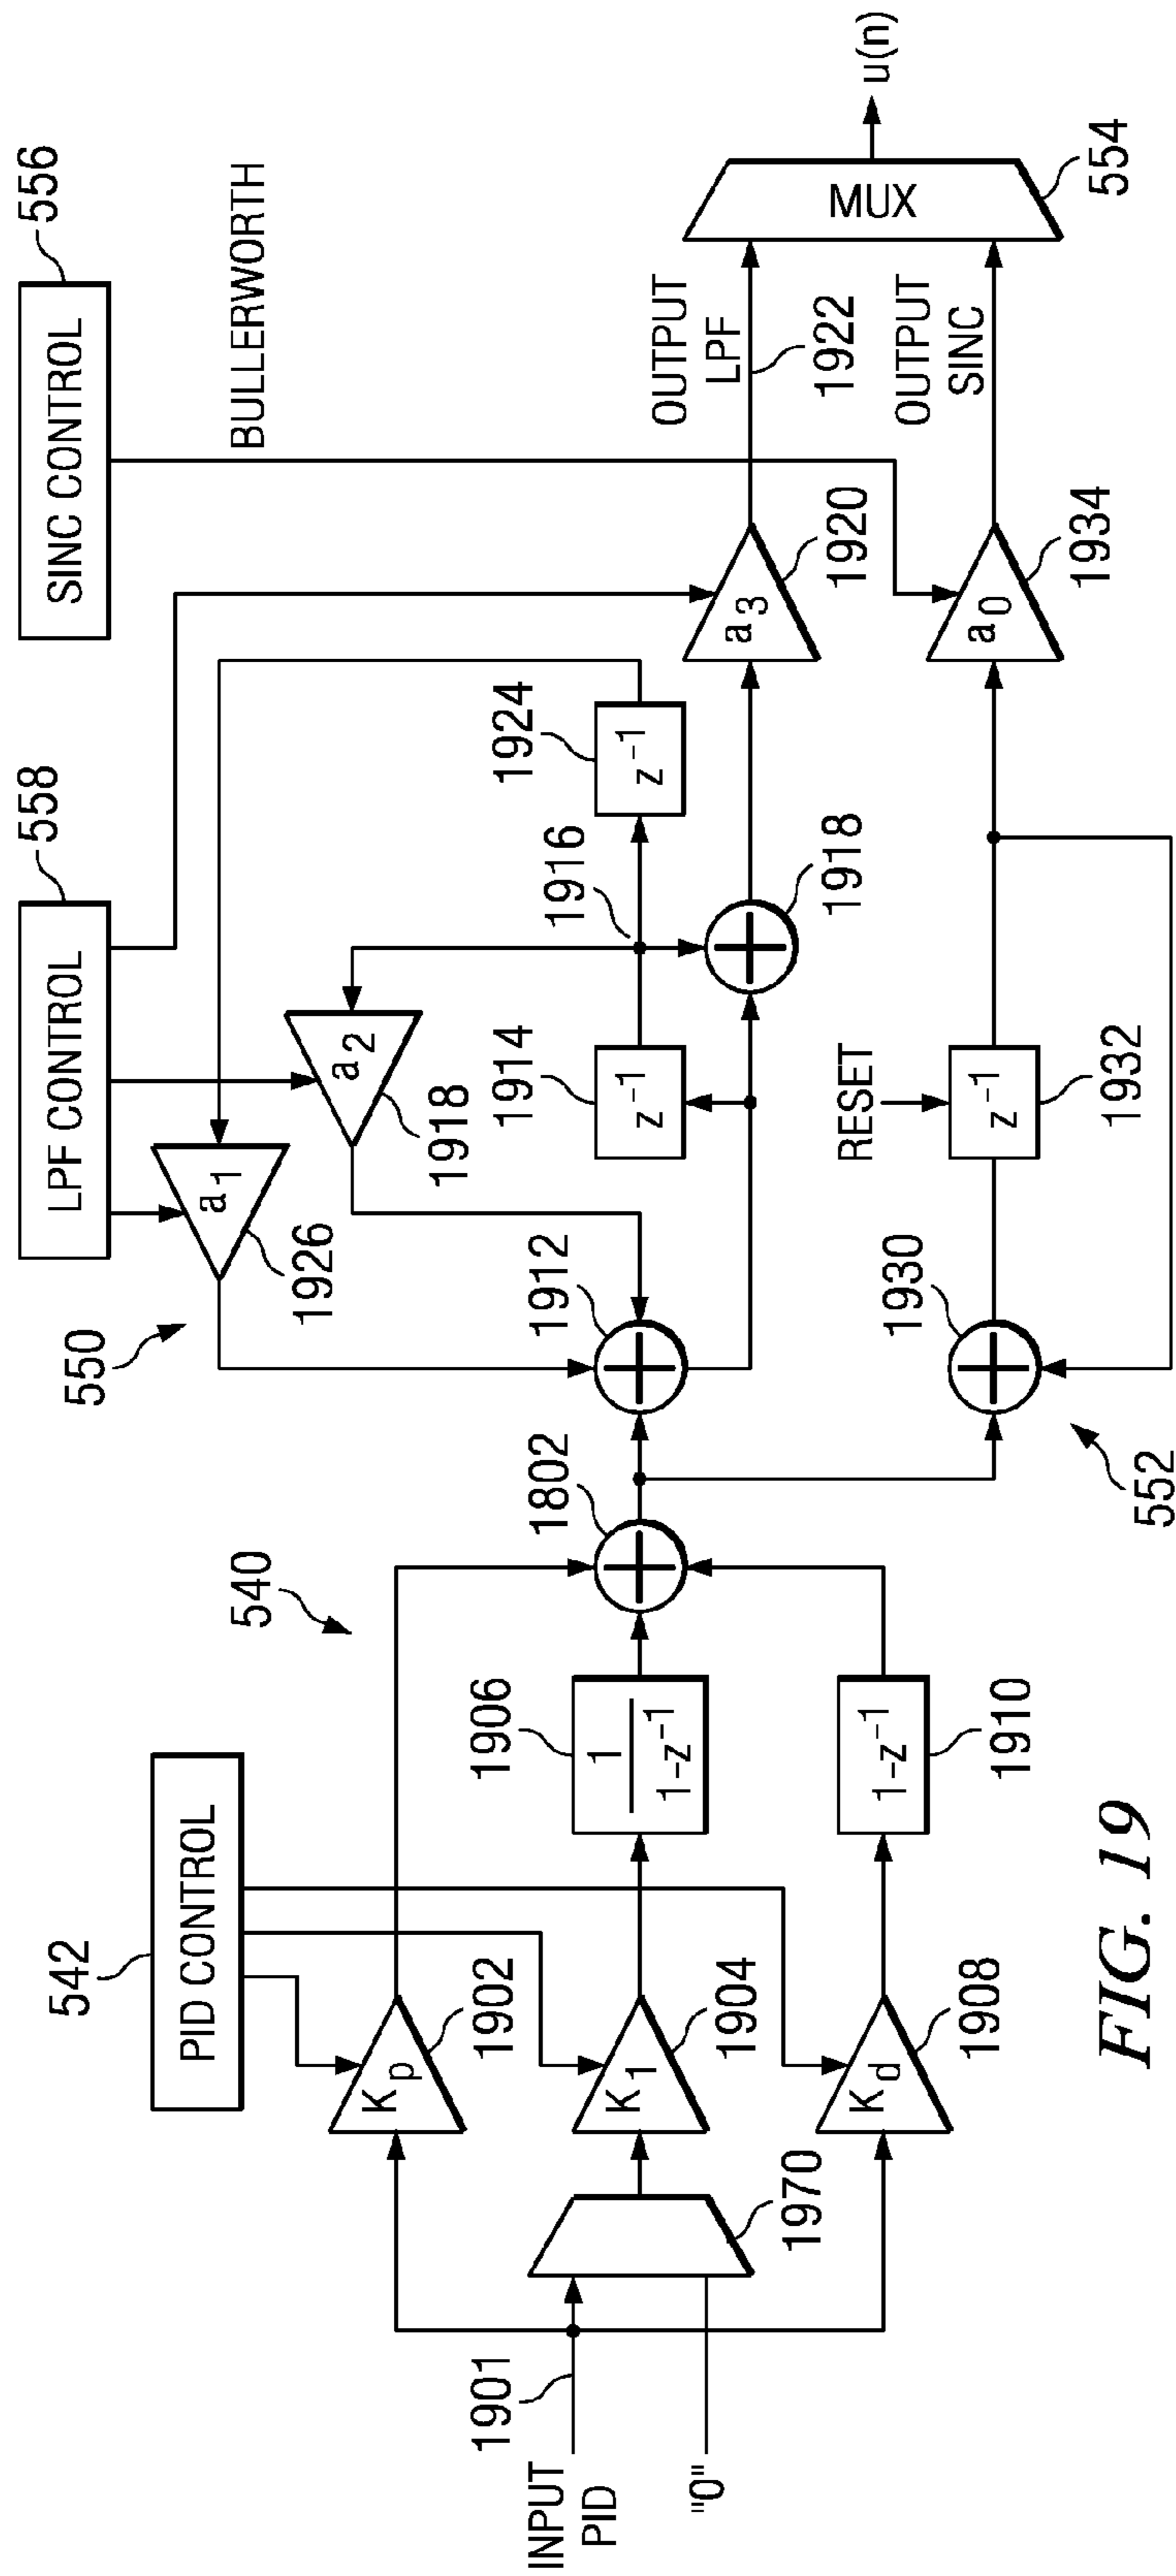 542
PID CONTROL
558
LPF CONTROL
556
SINC CONTROL
BULLERWORTH
540
550
a1
1926
a2
1918
Kp
1902
1802
1912
1914
z-1
1916
1924
z-1
a3
1920
OUTPUT
LPF
1922
INPUT
PID
1901
"0"
1970
K1
1904
1906
1
1-z-1
1918
MUX
u(n)
554
Kd
1908
1-z-1
1910
1930
552
RESET
z-1
1932
a0
1934
OUTPUT
SINC
FIG. 19